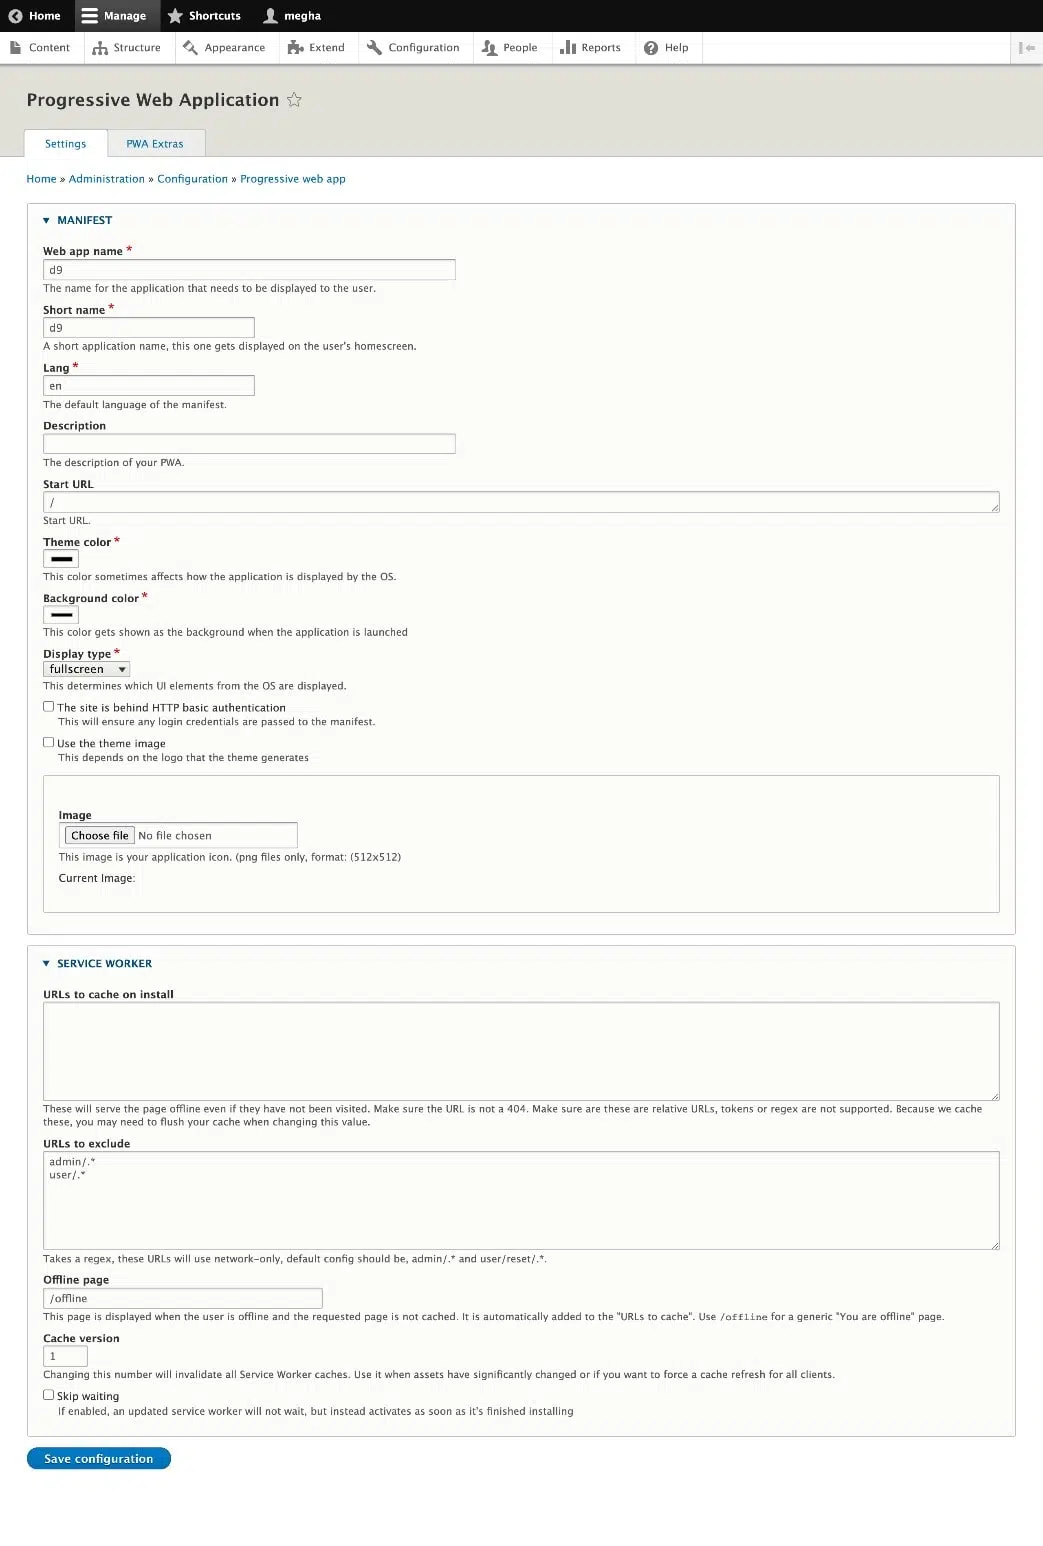 Home Manage Shortcuts megha
Content Structure Appearance Extend Configuration People Reports Help
Progressive Web Application
Settings PWA Extras
Home » Administration » Configuration » Progressive web app
MANIFEST
Web app name *
d9
The name for the application that needs to be displayed to the user.
Short name *
d9
A short application name, this one gets displayed on the user's homescreen.
Lang *
en
The default language of the manifest.
Description
The description of your PWA.
Start URL
/
Start URL.
Theme color *
This color sometimes affects how the application is displayed by the OS.
Background color *
This color gets shown as the background when the application is launched
Display type *
fullscreen
This determines which UI elements from the OS are displayed.
The site is behind HTTP basic authentication
This will ensure any login credentials are passed to the manifest.
Use the theme image
This depends on the logo that the theme generates
Image
Choose file No file chosen
This image is your application icon. (png files only, format: (512x512)
Current Image:
SERVICE WORKER
URLs to cache on install
These will serve the page offline even if they have not been visited. Make sure the URL is not a 404. Make sure are these are relative URLs, tokens or regex are not supported. Because we cache
these, you may need to flush your cache when changing this value.
URLs to exclude
admin/.*
user/.*
Takes a regex, these URLs will use network-only, default config should be, admin/.* and user/reset/.*.
Offline page
/offline
This page is displayed when the user is offline and the requested page is not cached. It is automatically added to the "URLs to cache". Use /offline for a generic "You are offline" page.
Cache version
1
Changing this number will invalidate all Service Worker caches. Use it when assets have significantly changed or if you want to force a cache refresh for all clients.
Skip waiting
If enabled, an updated service worker will not wait, but instead activates as soon as it's finished installing
Save configuration